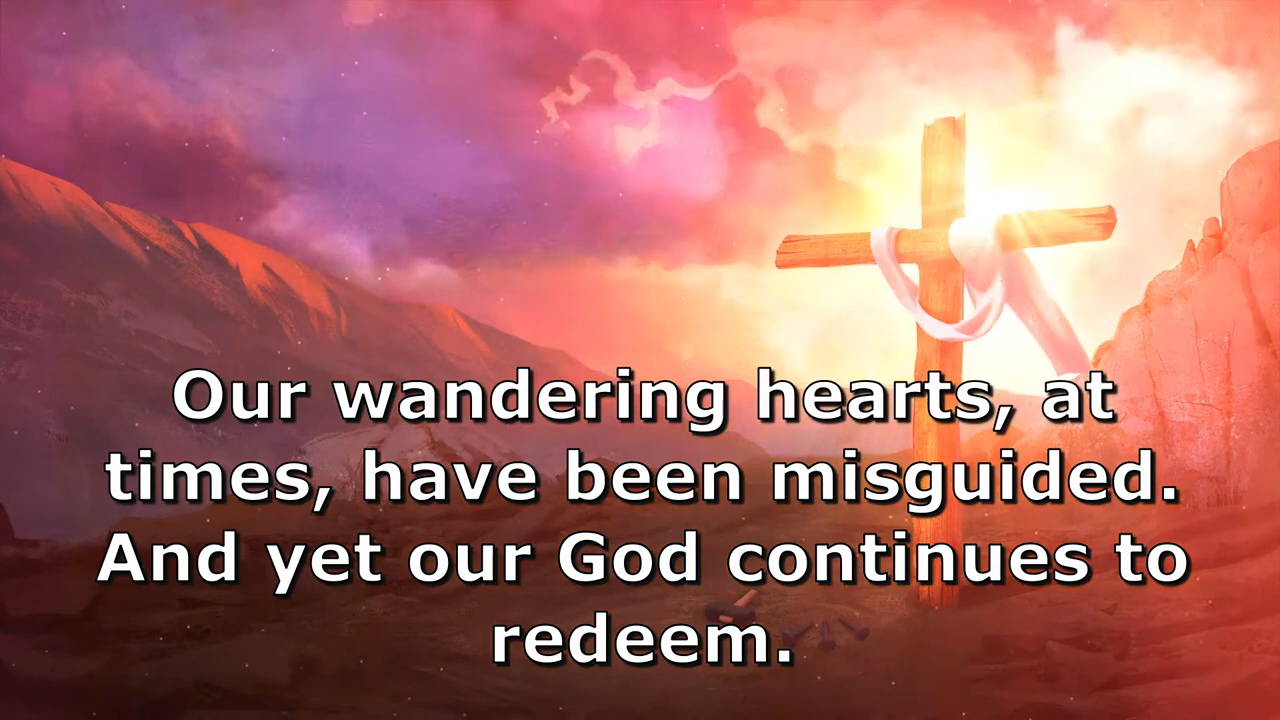 Our wandering hearts, at
times, have been misguided.
And yet our God continues to
redeem.